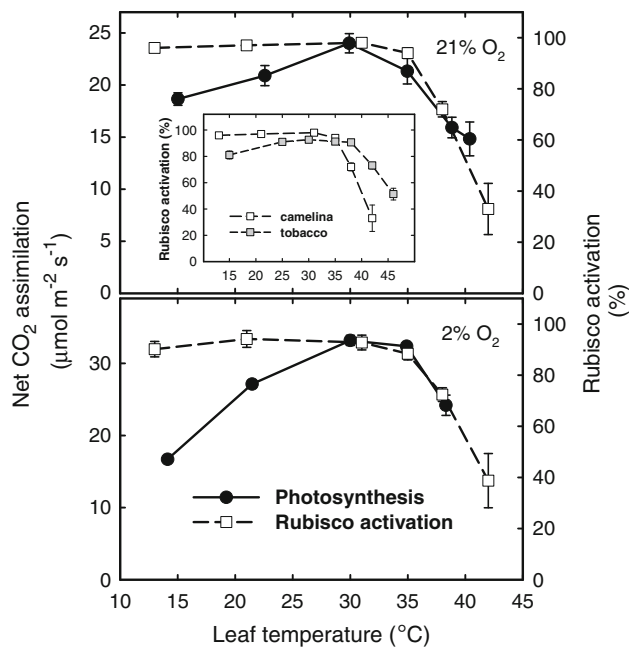 Net CO2 assimilation
(μmol m-2 s-1)
25
20
15
10
5
0
21% O2
100
80
60
40
20
0
Rubisco activation
(%)
Rubisco activation (%)
100
80
60
40
20
0
camelina
tobacco
15 20 25 30 35 40 45
2% O2
30
20
10
0
100
80
60
40
20
0
Photosynthesis
Rubisco activation
10 15 20 25 30 35 40 45
Leaf temperature (°C)